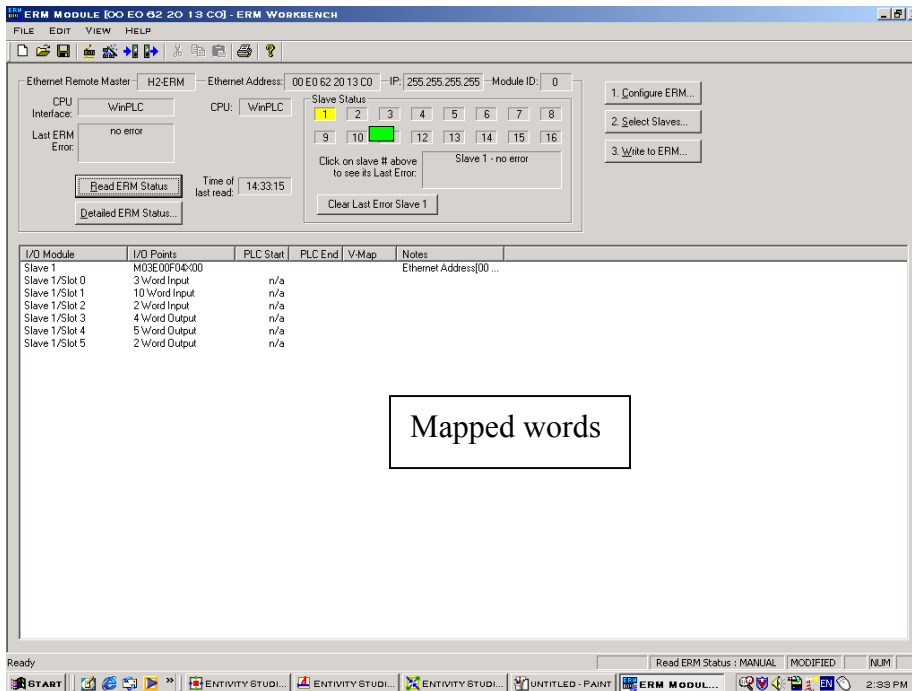 ERM MODULE [00 E0 62 20 13 C0] - ERM WORKBENCH
FILE EDIT VIEW HELP
Ethernet Remote Master H2-ERM Ethernet Address: 00 E0 62 20 13 C0 IP: 255.255.255.255 Module ID: 0
CPU Interface: WinPLC CPU: WinPLC
Last ERM Error: no error
Read ERM Status
Time of last read: 14:33:15
Detailed ERM Status...
Slave Status
1 2 3 4 5 6 7 8
9 10 12 13 14 15 16
Click on slave # above to see its Last Error: Slave 1 - no error
Clear Last Error Slave 1
1. Configure ERM...
2. Select Slaves...
3. Write to ERM...
I/O Module I/O Points PLC Start PLC End V-Map Notes
Slave 1 M03E00F04X00 Ethernet Address[00 ...
Slave 1/Slot 0 3 Word Input n/a
Slave 1/Slot 1 10 Word Input n/a
Slave 1/Slot 2 2 Word Input n/a
Slave 1/Slot 3 4 Word Output n/a
Slave 1/Slot 4 5 Word Output n/a
Slave 1/Slot 5 2 Word Output n/a
Mapped words
Ready Read ERM Status : MANUAL MODIFIED NUM
START » ENTIVITY STUDI... ENTIVITY STUDI... ENTIVITY STUDI... UNTITLED - PAINT ERM MODUL... EN 2:33 PM